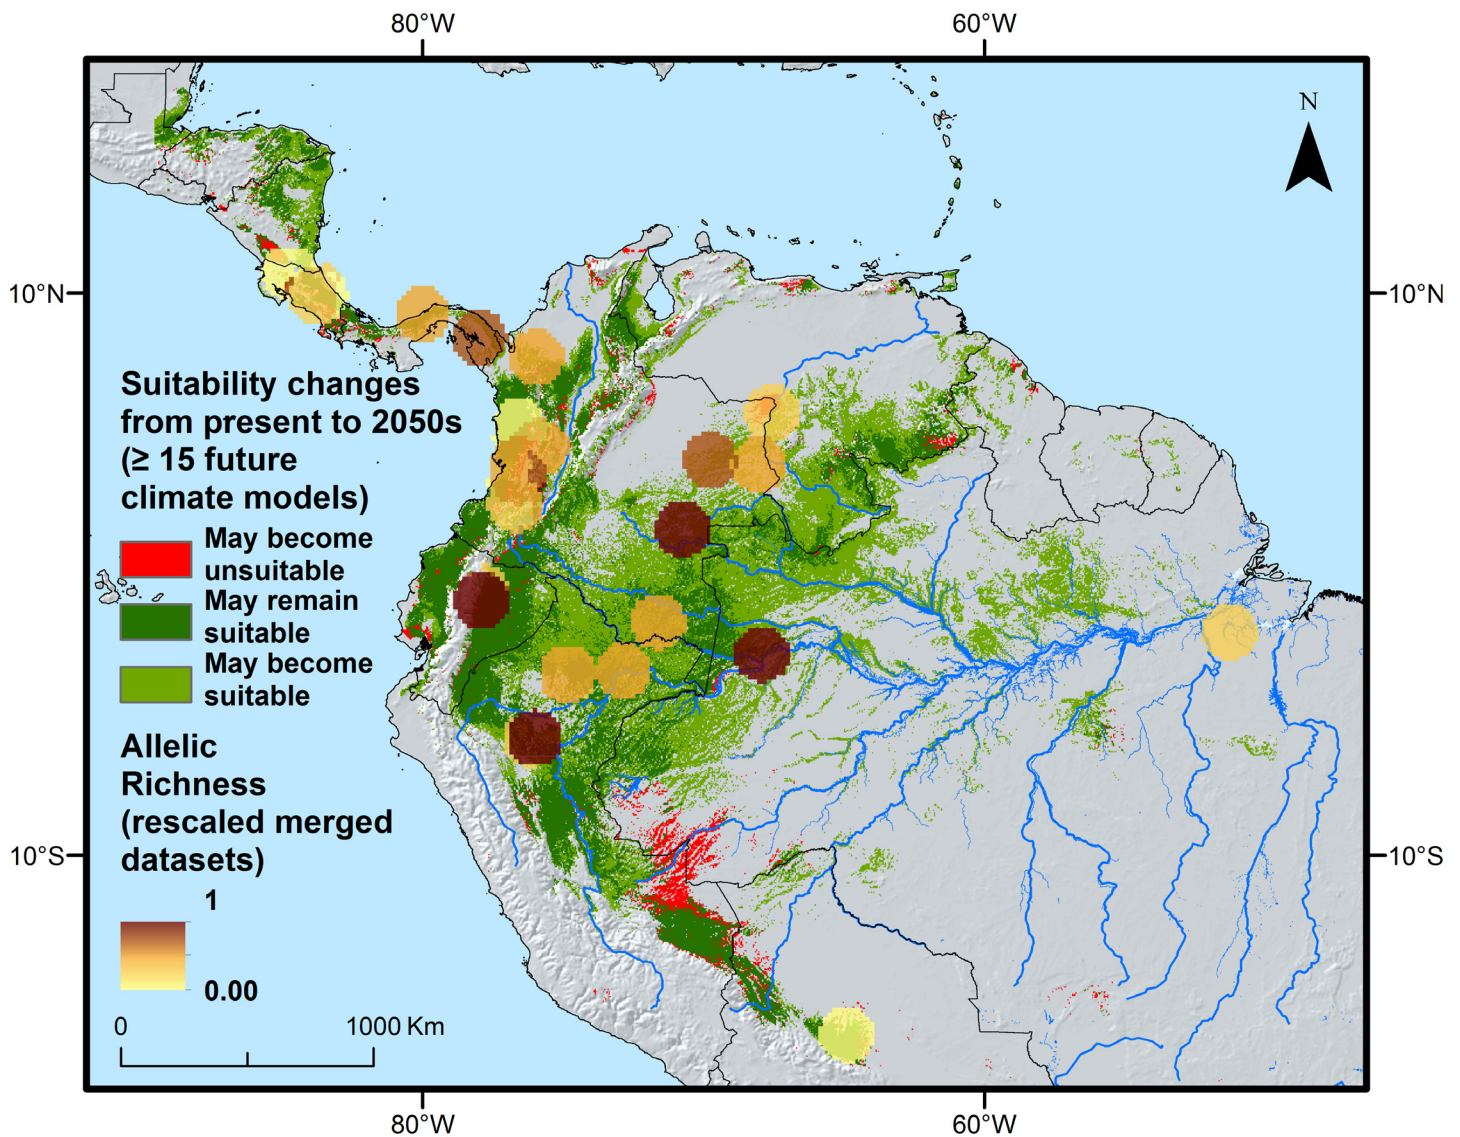 80°W
60°W
N
10°N
10°N
Suitability changes
from present to 2050s
(≥ 15 future
climate models)
May become
unsuitable
May remain
suitable
May become
suitable
Allelic
Richness
(rescaled merged
datasets)
10°S
10°S
1
0.00
0
1000 Km
80°W
60°W